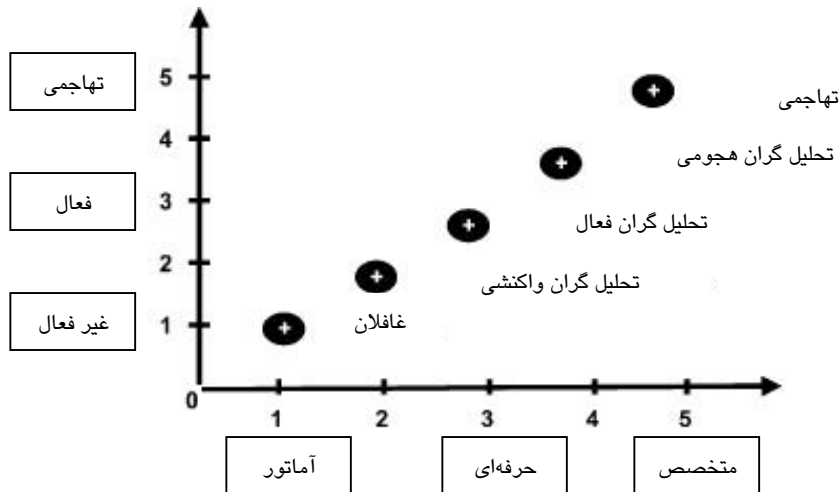 5
تهاجمی
تهاجمی
4
تحلیل گران هجومی
3
فعال
تحلیل گران فعال
2
تحلیل گران واکنشی
1
غیر فعال
غافلان
0
1 2 3 4 5
آماتور
حرفه‌ای
متخصص